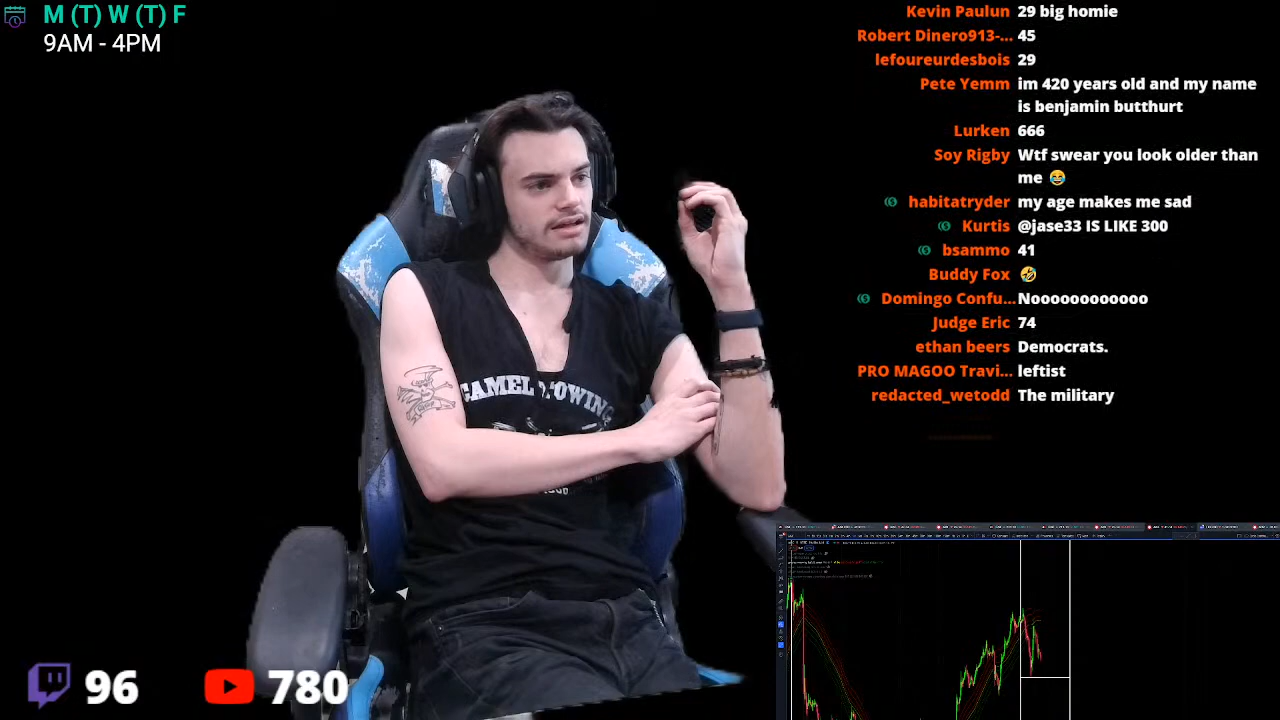 M (T) W (T) F
9AM - 4PM
Kevin Paulun 29 big homie
Robert Dinero913-... 45
lefoureurdesbois 29
Pete Yemm im 420 years old and my name
is benjamin butthurt
Lurken 666
Soy Rigby Wtf swear you look older than
me 😂
habitatryder my age makes me sad
Kurtis @jase33 IS LIKE 300
bsammo 41
Buddy Fox 🤣
Domingo Confu... Noooooooooooo
Judge Eric 74
ethan beers Democrats.
PRO MAGOO Travi... leftist
redacted_wetodd The military
CAMEL TOWING
96
780